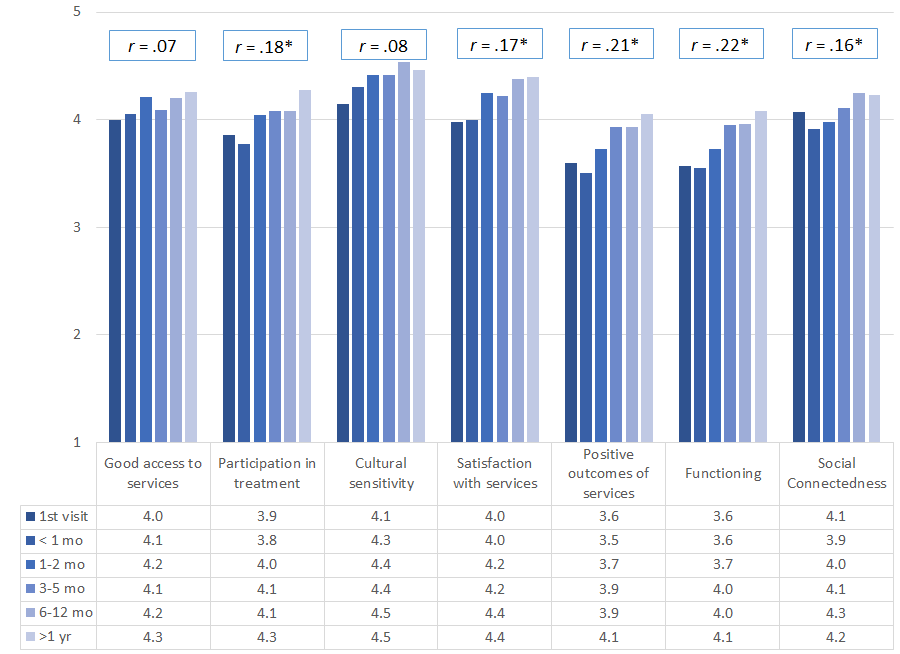 5
r = .07
r = .18*
r = .08
r = .17*
r = .21*
r = .22*
r = .16*
4
3
2
1
Good access to
services
Participation in
treatment
Cultural
sensitivity
Satisfaction
with services
Positive
outcomes of
services
Functioning
Social
Connectedness
1st visit 4.0 3.9 4.1 4.0 3.6 3.6 4.1
< 1 mo 4.1 3.8 4.3 4.0 3.5 3.6 3.9
1-2 mo 4.2 4.0 4.4 4.2 3.7 3.7 4.0
3-5 mo 4.1 4.1 4.4 4.2 3.9 4.0 4.1
6-12 mo 4.2 4.1 4.5 4.4 3.9 4.0 4.3
>1 yr 4.3 4.3 4.5 4.4 4.1 4.1 4.2